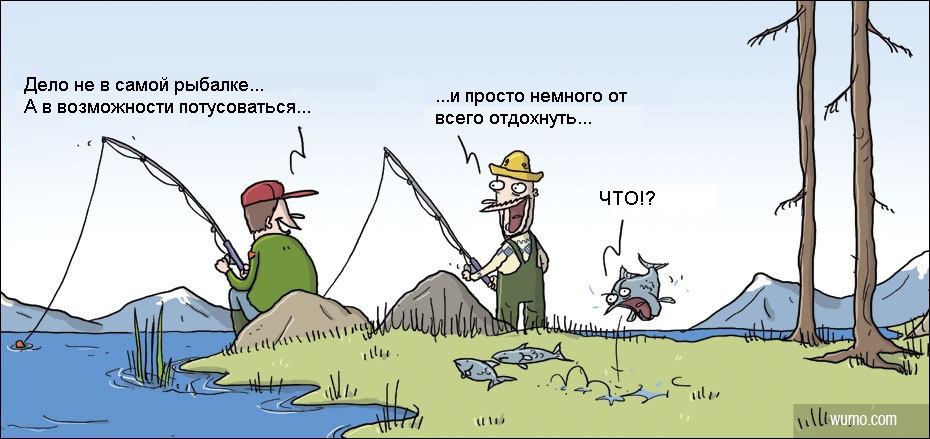 Дело не в самой рыбалке...
А в возможности потусоваться...
...и просто немного от
всего отдохнуть...
ЧТО!?
wumo.com